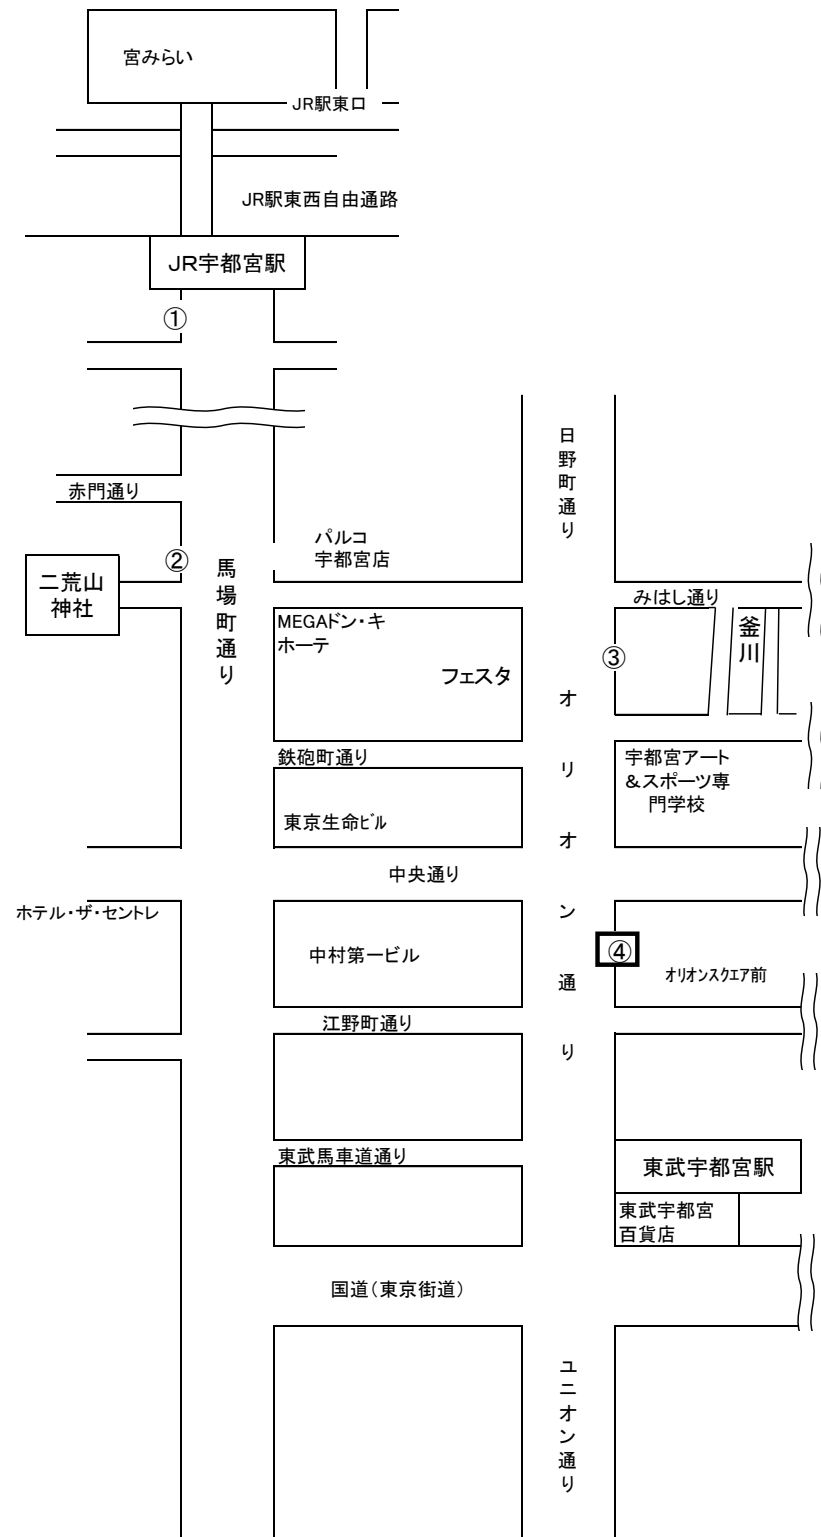 宮みらい
JR駅東口
JR駅東西自由通路
JR宇都宮駅
①
日野町通り
赤門通り
パルコ
宇都宮店
②
馬場町通り
二荒山
神社
みはし通り
MEGAドン・キ
ホーテ
フェスタ
③
釜川
オリオン通り
鉄砲町通り
宇都宮アート
&スポーツ専
門学校
東京生命ビル
中央通り
ホテル・ザ・セントレ
中村第一ビル
④
オリオンスクエア前
江野町通り
東武馬車道通り
東武宇都宮駅
東武宇都宮
百貨店
国道(東京街道)
ユニオン通り